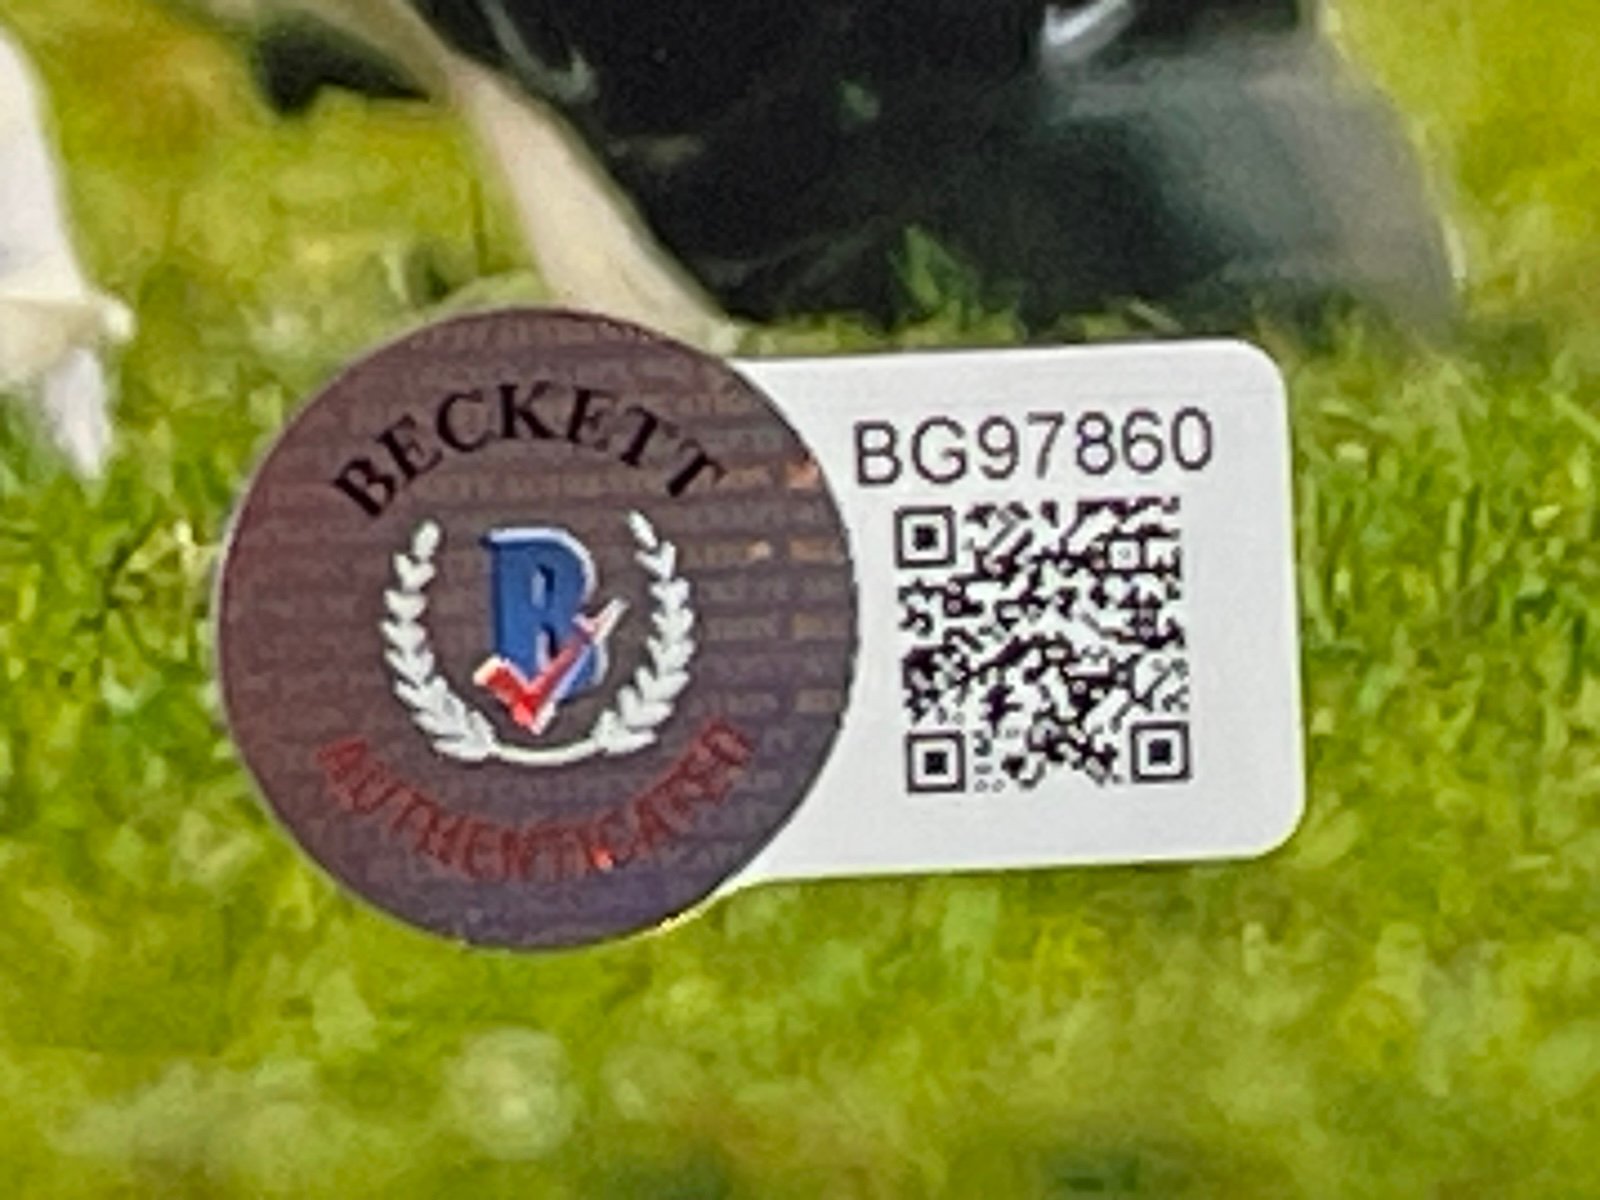 BECKETT
B
AUTHENTICATED
BG97860